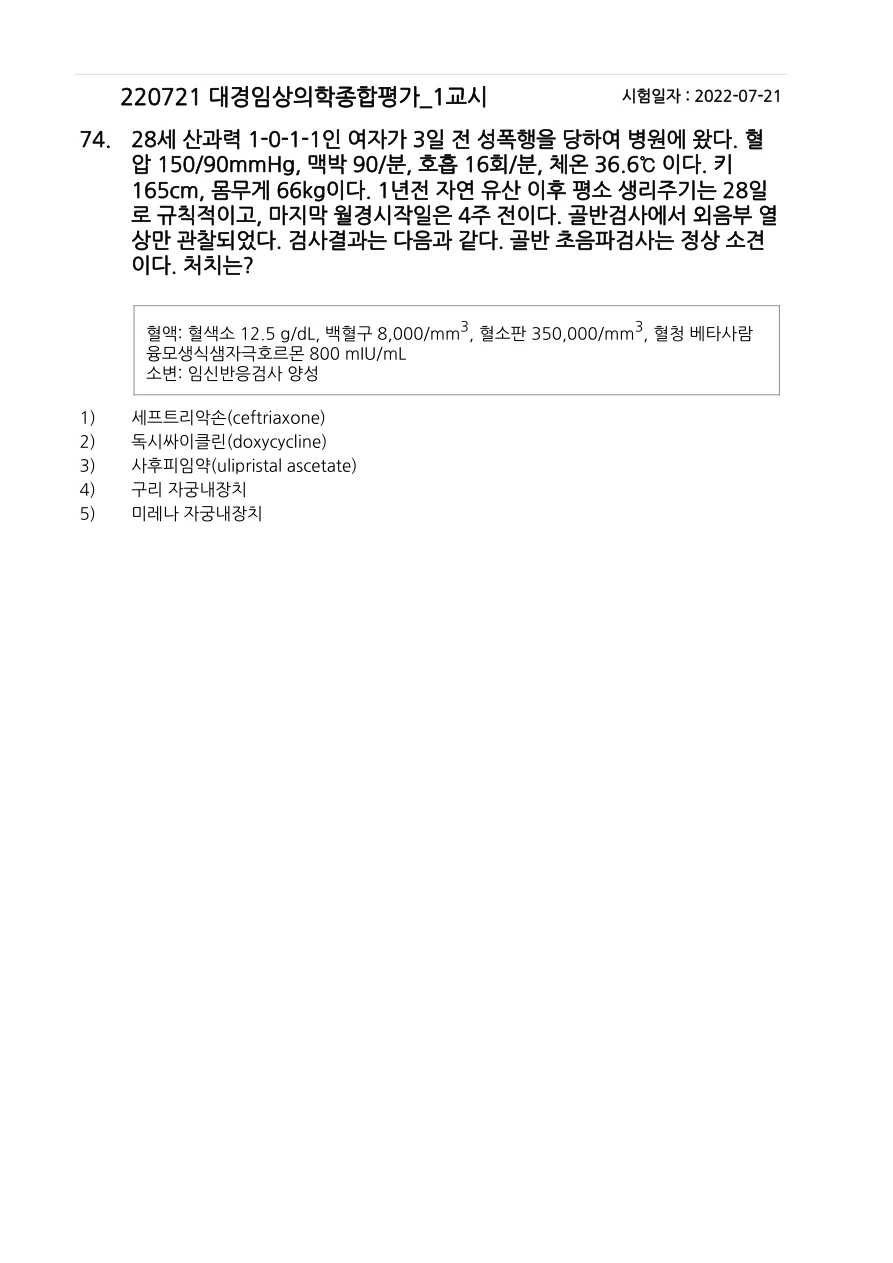 220721 대경임상의학종합평가_1교시
시험일자 : 2022-07-21
74. 28세 산과력 1-0-1-1인 여자가 3일 전 성폭행을 당하여 병원에 왔다. 혈
압 150/90mmHg, 맥박 90/분, 호흡 16회/분, 체온 36.6℃ 이다. 키
165cm, 몸무게 66kg이다. 1년전 자연 유산 이후 평소 생리주기는 28일
로 규칙적이고, 마지막 월경시작일은 4주 전이다. 골반검사에서 외음부 열
상만 관찰되었다. 검사결과는 다음과 같다. 골반 초음파검사는 정상 소견
이다. 처치는?
혈액: 혈색소 12.5 g/dL, 백혈구 8,000/mm³, 혈소판 350,000/mm³, 혈청 베타사람
융모생식샘자극호르몬 800 mIU/mL
소변: 임신반응검사 양성
1) 세프트리악손(ceftriaxone)
2) 독시싸이클린(doxycycline)
3) 사후피임약(ulipristal ascetate)
4) 구리 자궁내장치
5) 미레나 자궁내장치